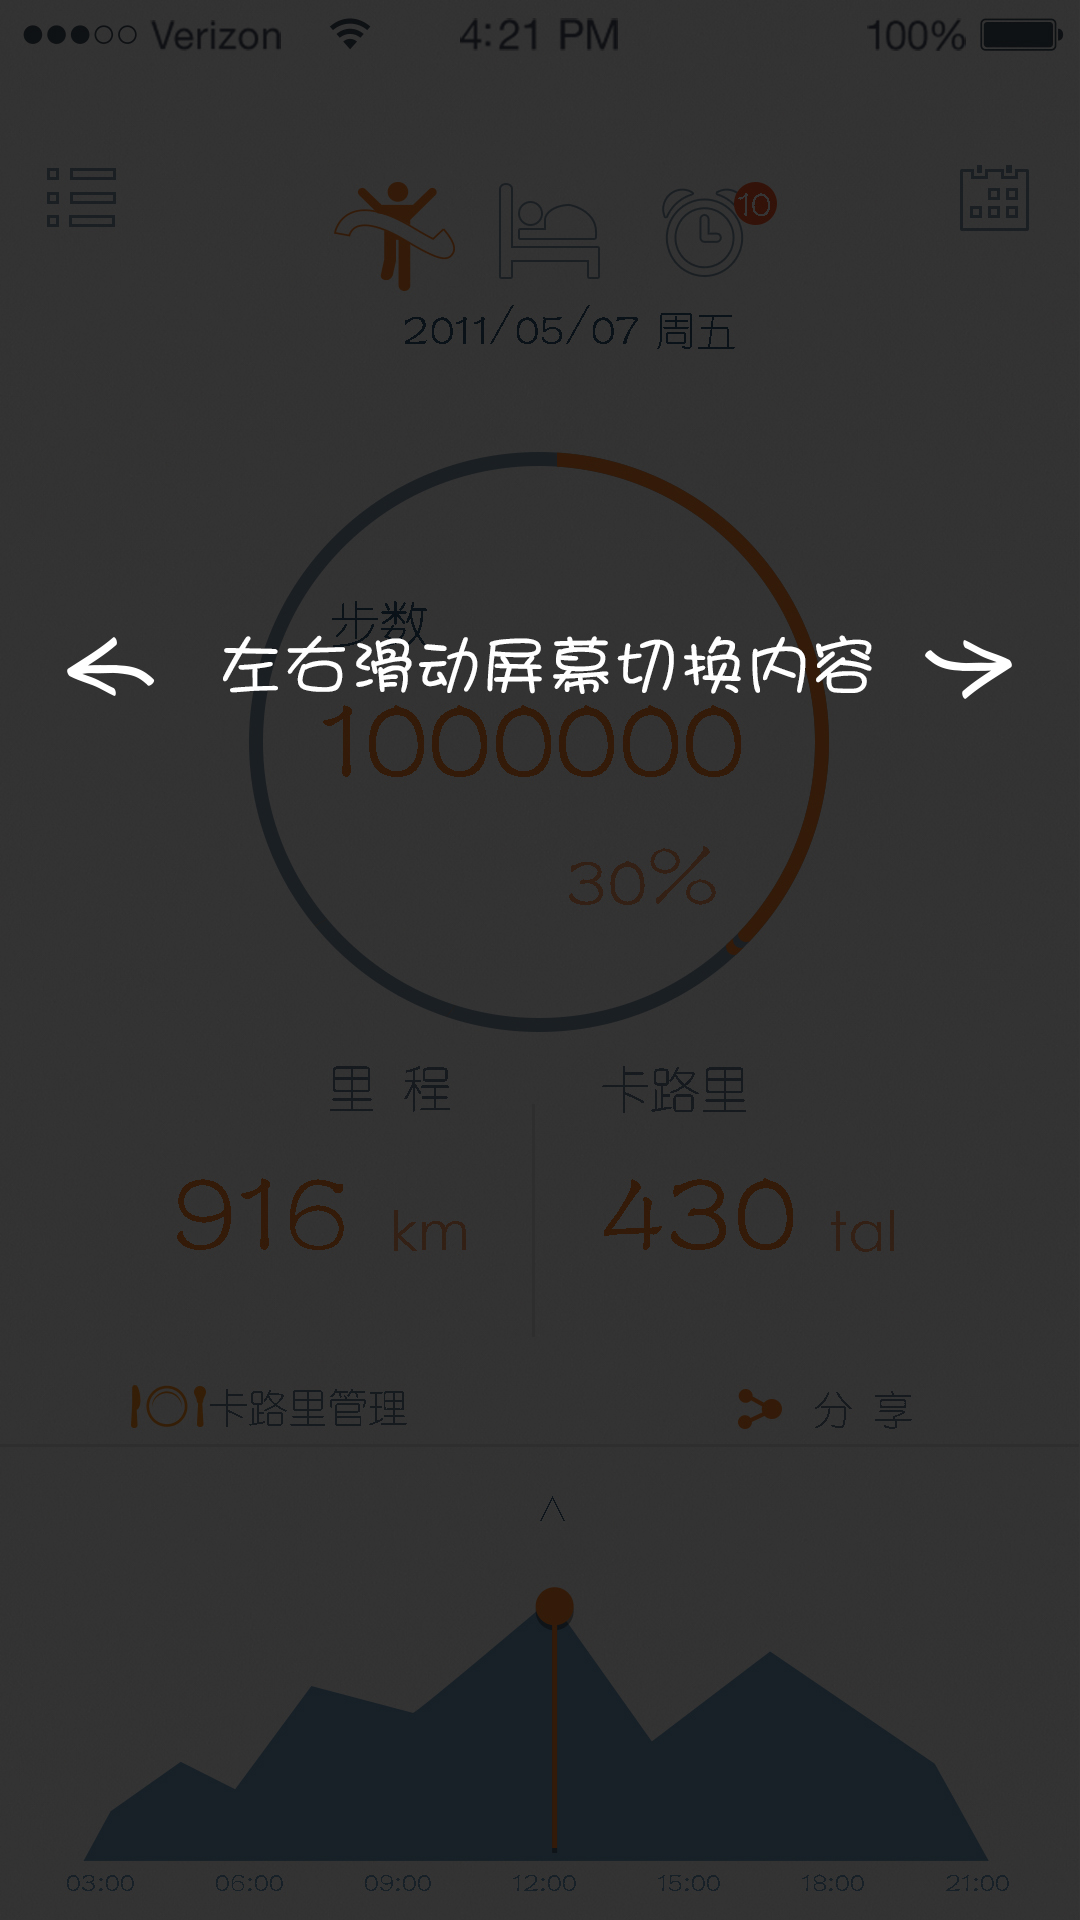 Verizon 4:21 PM 100%
10
2011/05/07 周五
步数
左右滑动屏幕切换内容
1000000
30%
里 程 卡路里
916 km 430 tal
卡路里管理 分 享
03:00 06:00 09:00 12:00 15:00 18:00 21:00